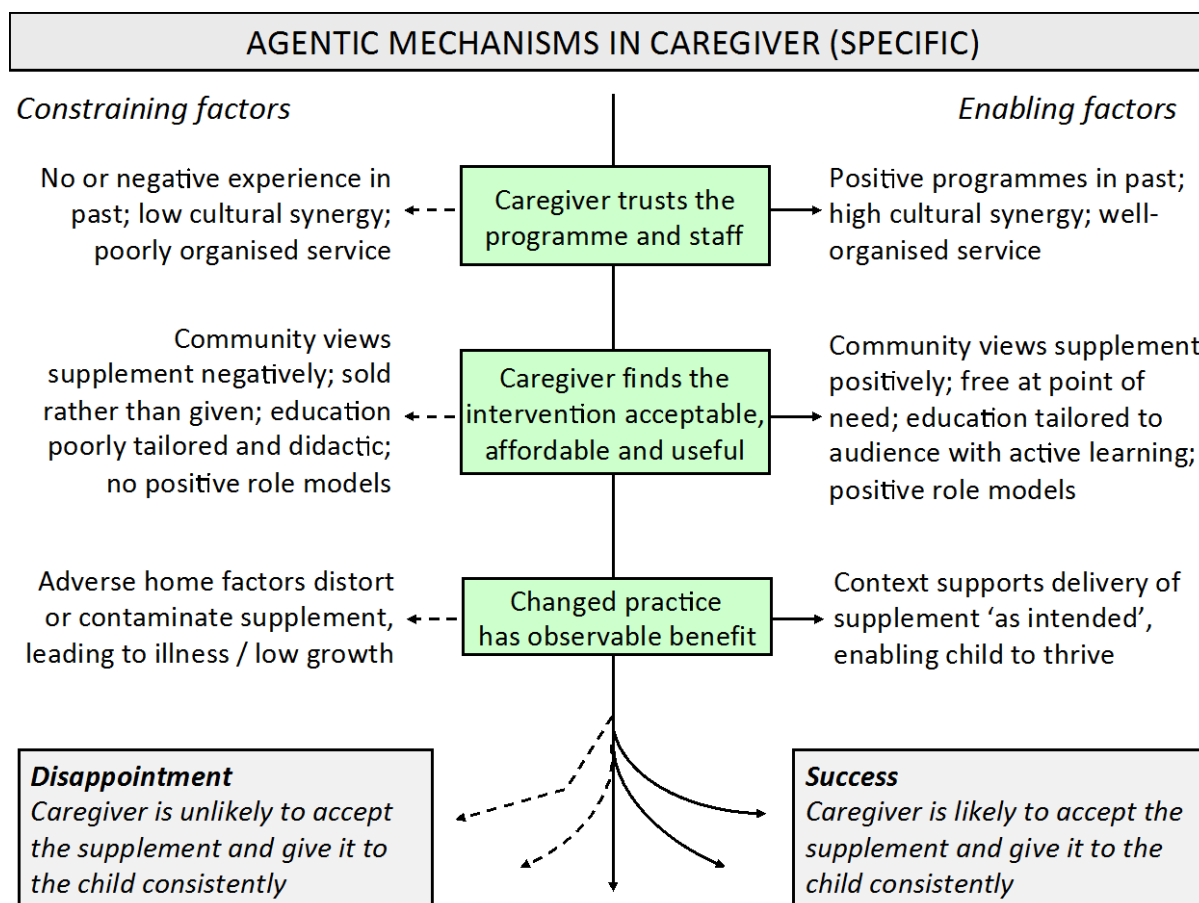 AGENTIC MECHANISMS IN CAREGIVER (SPECIFIC)
Constraining factors
Enabling factors
No or negative experience in
past; low cultural synergy;
poorly organised service
Caregiver trusts the
programme and staff
Positive programmes in past;
high cultural synergy; well-
organised service
Community views
supplement negatively; sold
rather than given; education
poorly tailored and didactic;
no positive role models
Caregiver finds the
intervention acceptable,
affordable and useful
Community views supplement
positively; free at point of
need; education tailored to
audience with active learning;
positive role models
Adverse home factors distort
or contaminate supplement,
leading to illness / low growth
Changed practice
has observable benefit
Context supports delivery of
supplement ‘as intended’,
enabling child to thrive
Disappointment
Caregiver is unlikely to accept
the supplement and give it to
the child consistently
Success
Caregiver is likely to accept the
supplement and give it to the
child consistently